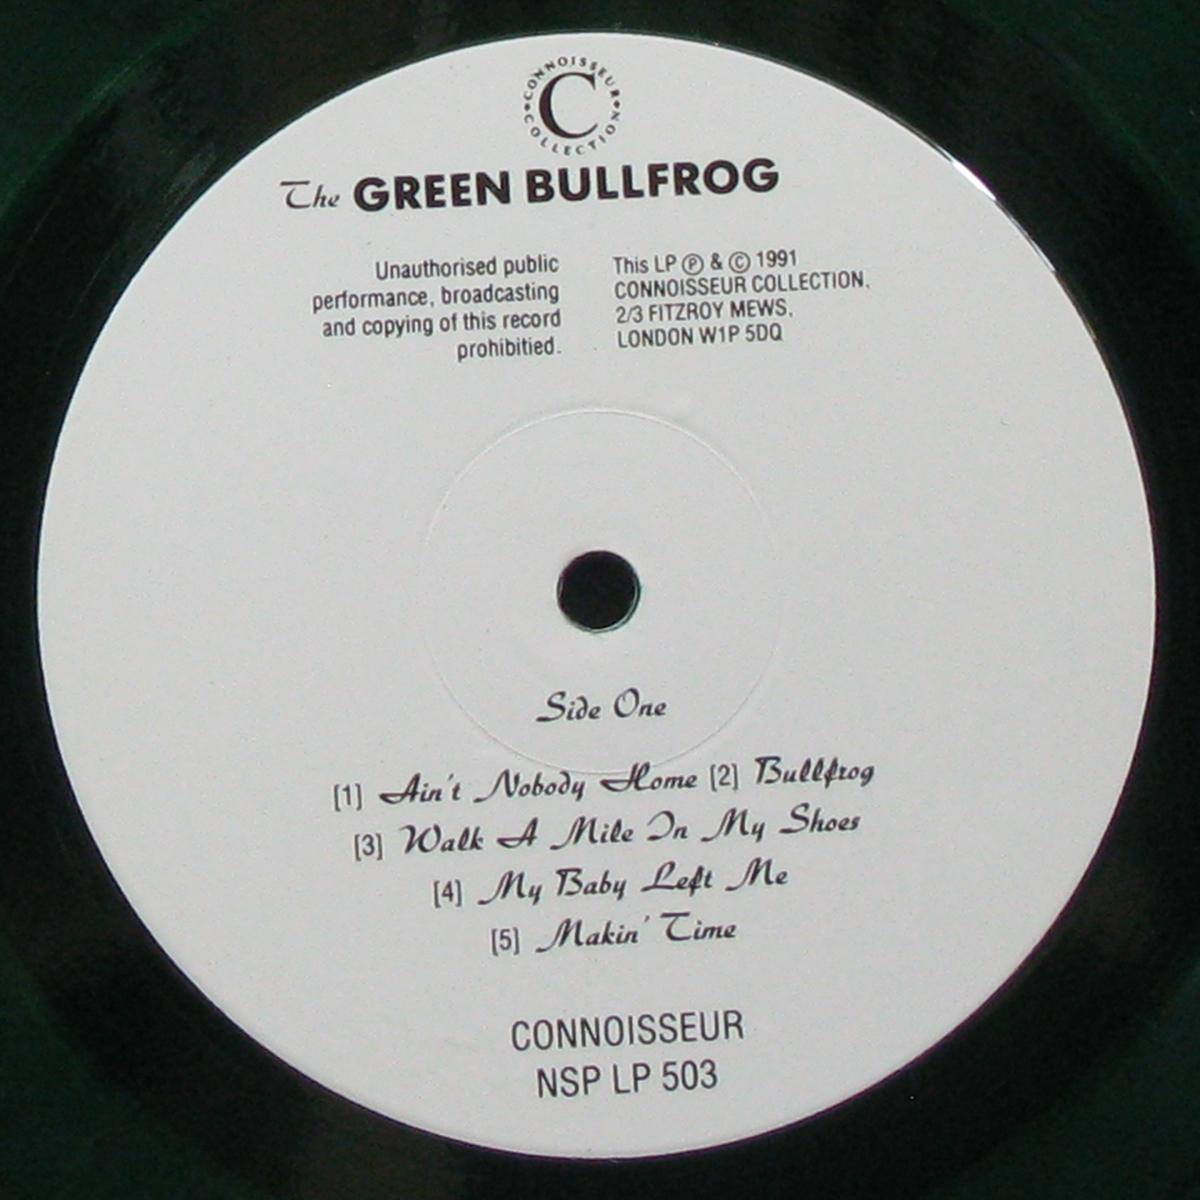 CONNOISSEUR
C
COLLECTION
The GREEN BULLFROG
Unauthorised public
performance, broadcasting
and copying of this record
prohibitied.
This LP Ⓟ & Ⓒ 1991
CONNOISSEUR COLLECTION,
2/3 FITZROY MEWS,
LONDON W1P 5DQ
Side One
[1] Ain't Nobody Home [2] Bullfrog
[3] Walk A Mile In My Shoes
[4] My Baby Left Me
[5] Makin' Time
CONNOISSEUR
NSP LP 503